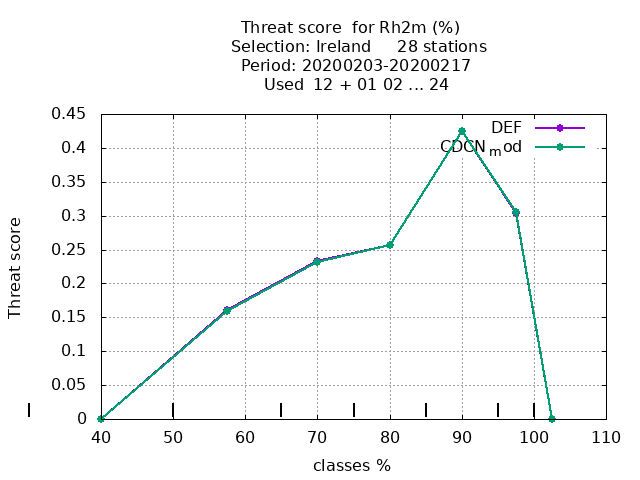 Threat score  for Rh2m (%)
Selection: Ireland     28 stations
Period: 20200203-20200217
Used  12 + 01 02 ... 24
DEF
CDCN_mod
0.45
0.4
0.35
0.3
0.25
0.2
0.15
0.1
0.05
0
Threat score
40 50 60 70 80 90 100 110
classes %